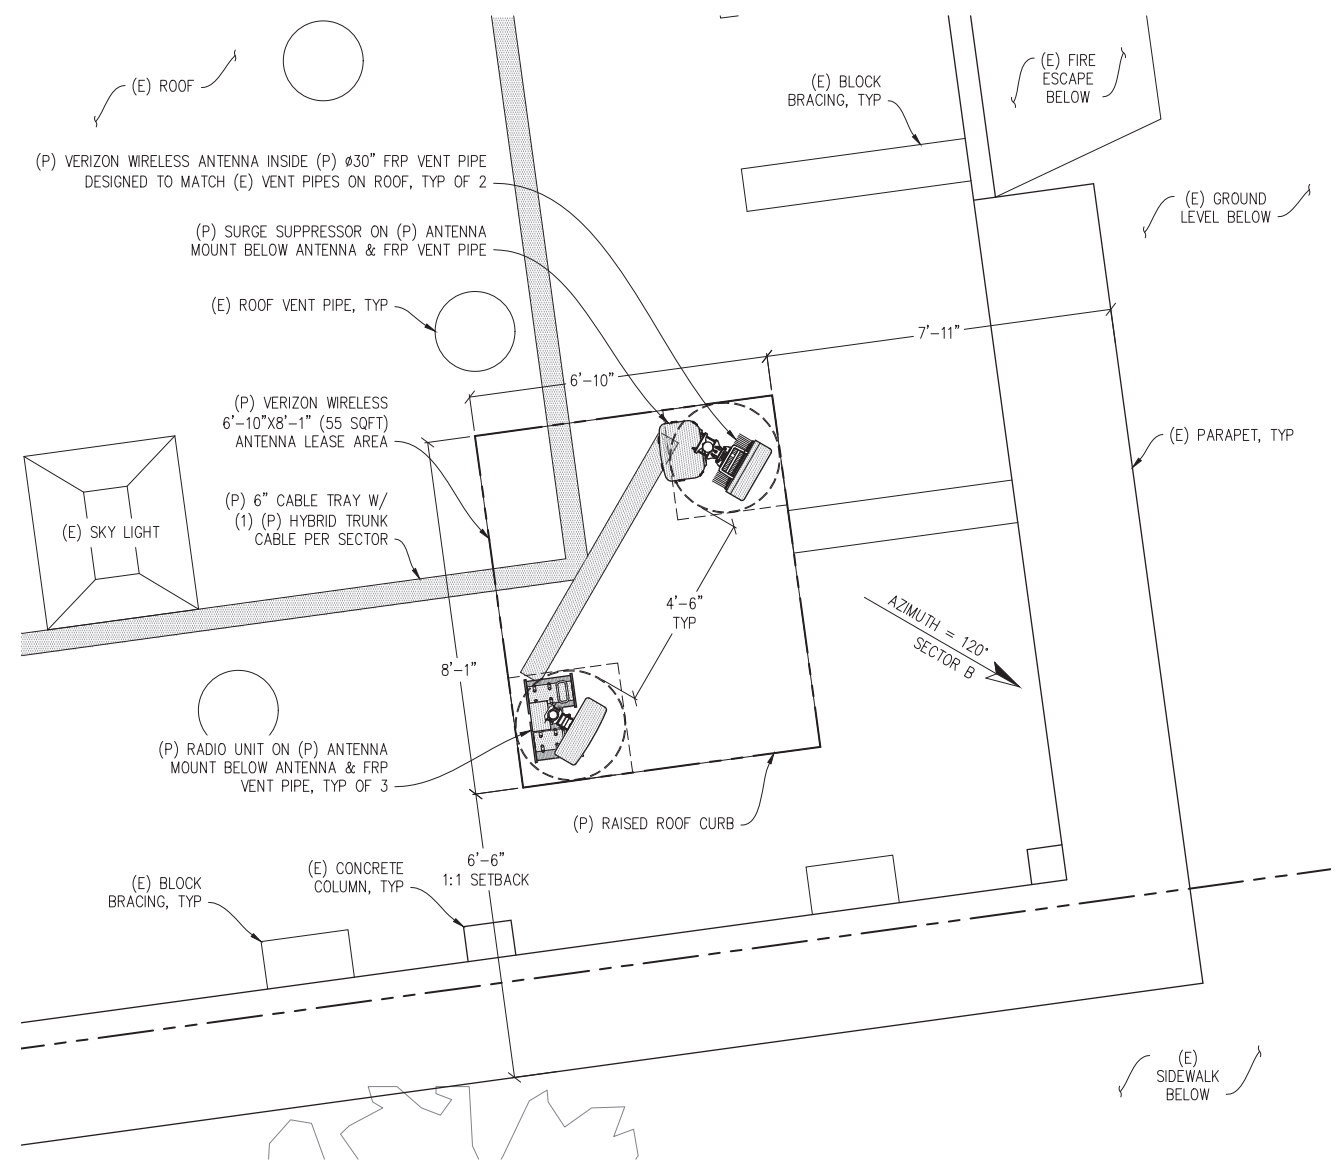 (E) ROOF
(E) FIRE
ESCAPE
BELOW
(E) BLOCK
BRACING, TYP
(P) VERIZON WIRELESS ANTENNA INSIDE (P) ø30" FRP VENT PIPE
DESIGNED TO MATCH (E) VENT PIPES ON ROOF, TYP OF 2
(E) GROUND
LEVEL BELOW
(P) SURGE SUPPRESSOR ON (P) ANTENNA
MOUNT BELOW ANTENNA & FRP VENT PIPE
(E) ROOF VENT PIPE, TYP
7'-11"
6'-10"
(P) VERIZON WIRELESS
6'-10"X8'-1" (55 SQFT)
ANTENNA LEASE AREA
(E) PARAPET, TYP
(P) 6" CABLE TRAY W/
(1) (P) HYBRID TRUNK
CABLE PER SECTOR
(E) SKY LIGHT
4'-6"
TYP
AZIMUTH = 120°
SECTOR B
8'-1"
(P) RADIO UNIT ON (P) ANTENNA
MOUNT BELOW ANTENNA & FRP
VENT PIPE, TYP OF 3
(P) RAISED ROOF CURB
6'-6"
1:1 SETBACK
(E) CONCRETE
COLUMN, TYP
(E) BLOCK
BRACING, TYP
(E)
SIDEWALK
BELOW